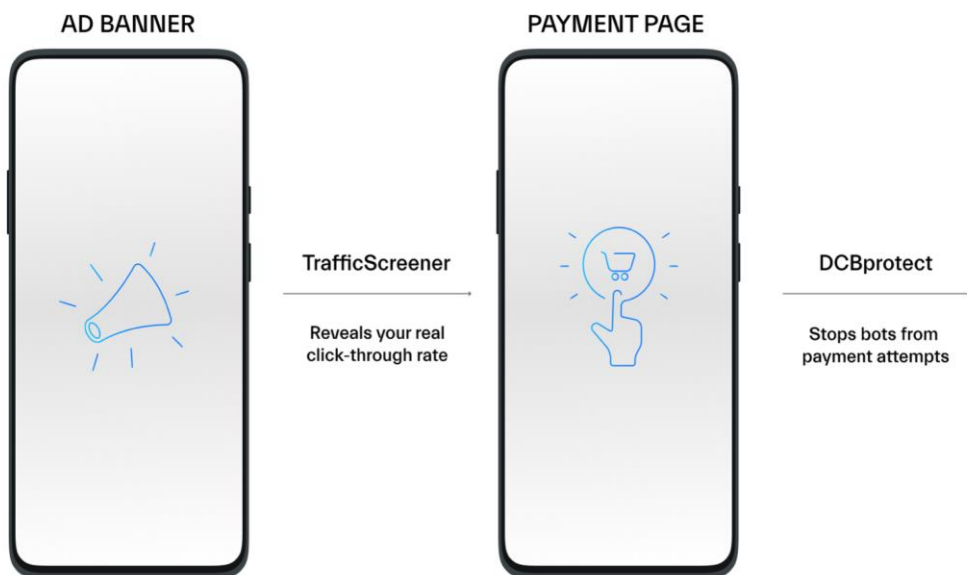 AD BANNER
PAYMENT PAGE
TrafficScreener
Reveals your real
click-through rate
DCBprotect
Stops bots from
payment attempts